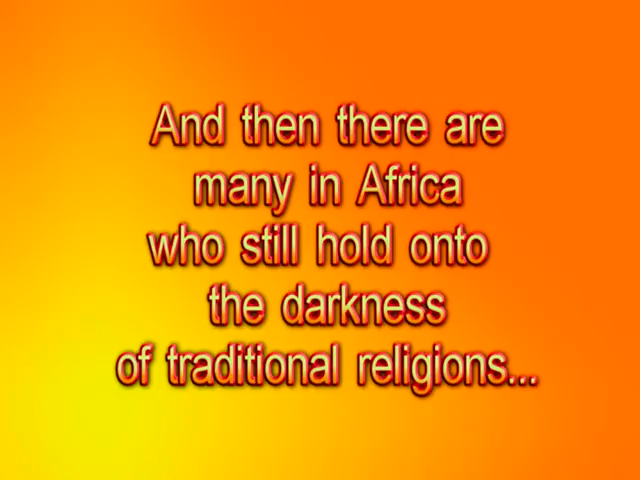 And then there are
many in Africa
who still hold onto
the darkness
of traditional religions...